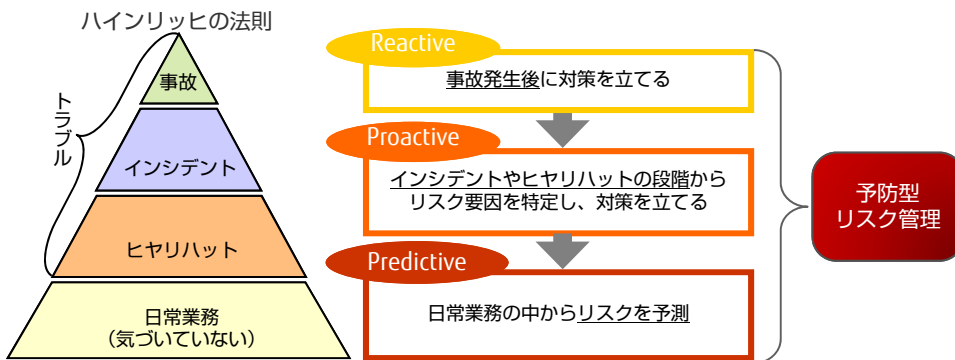 ハインリッヒの法則
トラブル
事故
インシデント
ヒヤリハット
日常業務
（気づいていない）
Reactive
事故発生後に対策を立てる
Proactive
インシデントやヒヤリハットの段階から
リスク要因を特定し、対策を立てる
Predictive
日常業務の中からリスクを予測
予防型
リスク管理